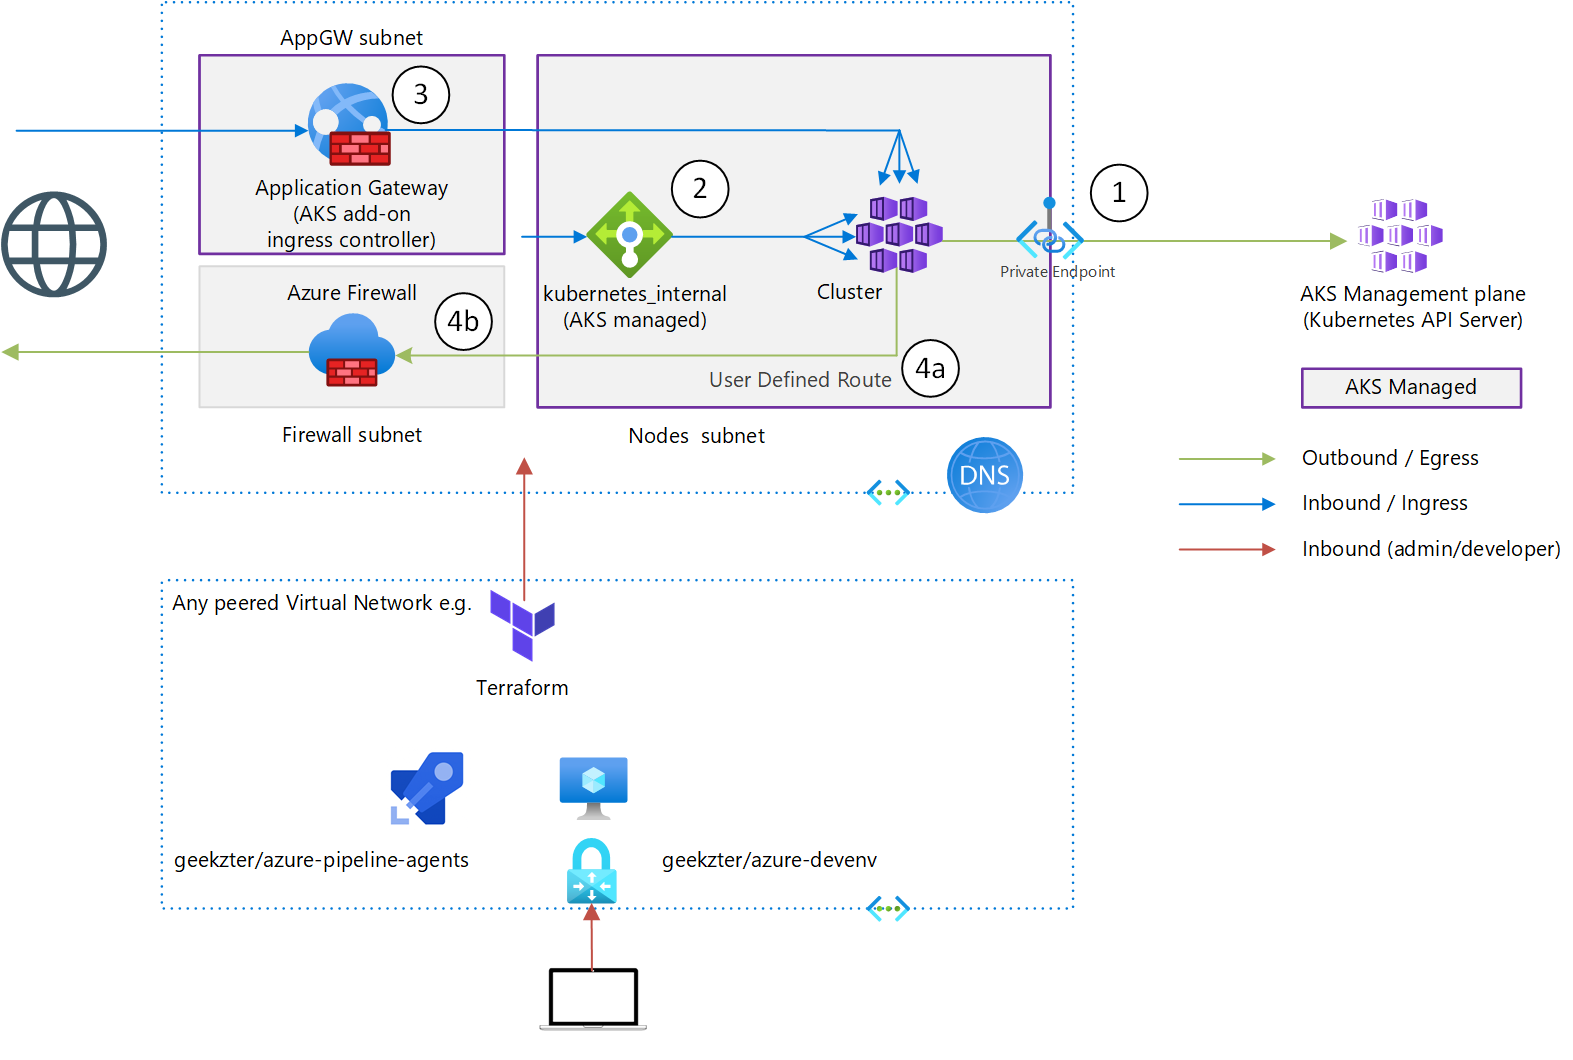 AppGW subnet
3
Application Gateway
(AKS add-on
ingress controller)
2
kubernetes_internal
(AKS managed)
Cluster
1
Private Endpoint
AKS Management plane
(Kubernetes API Server)
Azure Firewall
4b
4a
User Defined Route
Firewall subnet
Nodes subnet
DNS
AKS Managed
Outbound / Egress
Inbound / Ingress
Inbound (admin/developer)
Any peered Virtual Network e.g.
Terraform
geekzter/azure-pipeline-agents
geekzter/azure-devenv